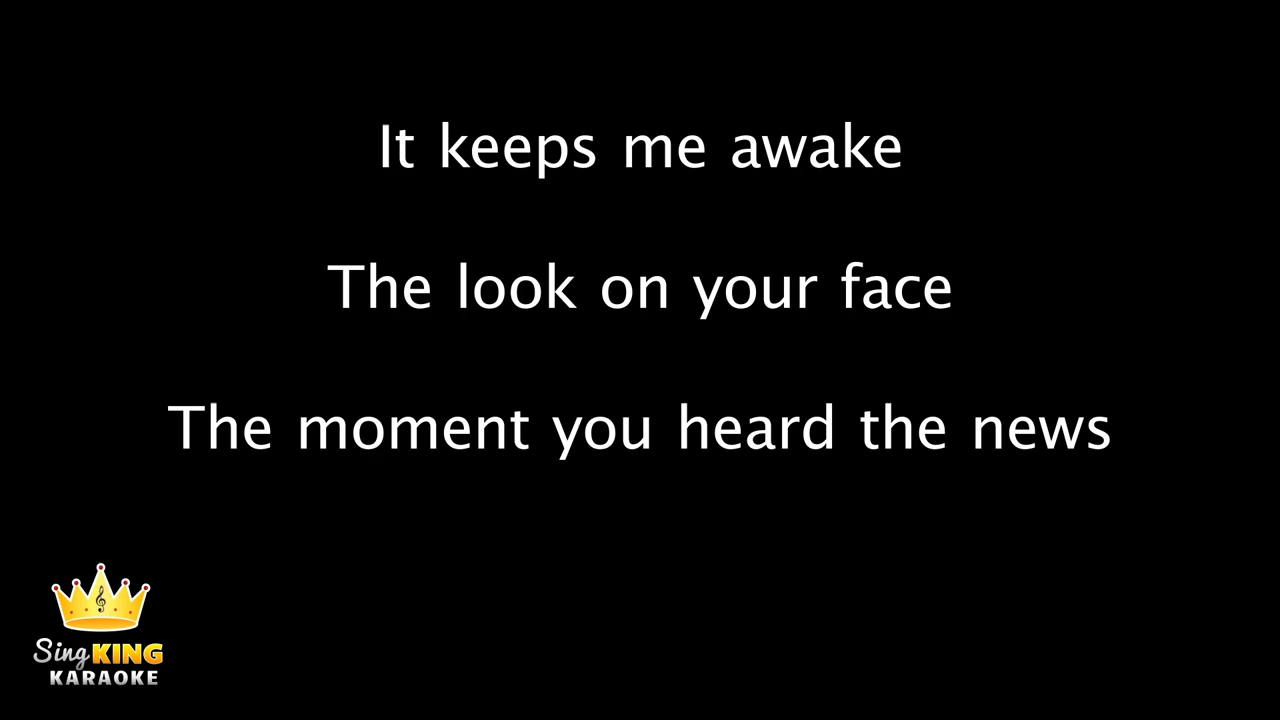 It keeps me awake
The look on your face
The moment you heard the news
Sing KING
KARAOKE